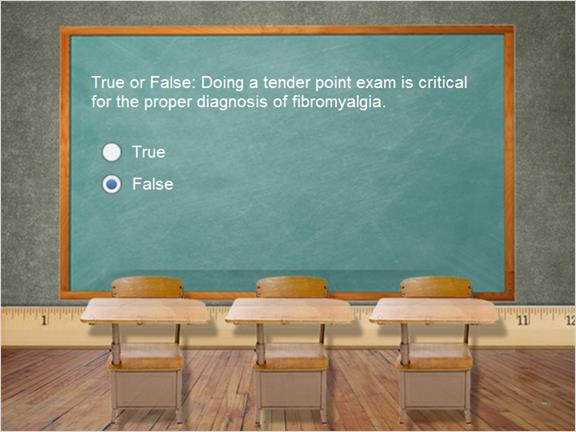 True or False: Doing a tender point exam is critical
for the proper diagnosis of fibromyalgia.
True
False
1
11
12